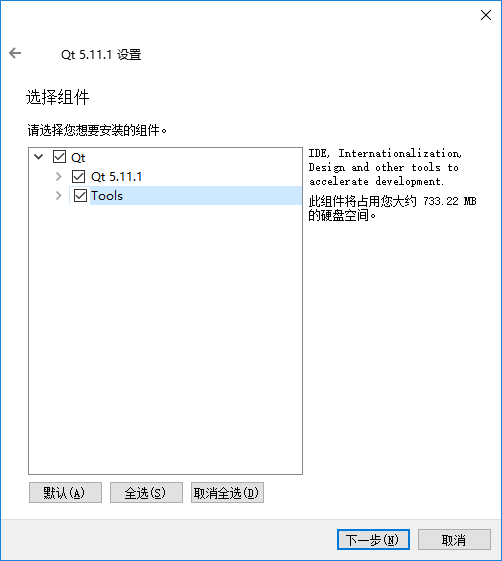 Qt 5.11.1 设置
选择组件
请选择您想要安装的组件。
Qt
Qt 5.11.1
Tools
IDE, Internationalization,
Design and other tools to
accelerate development.
此组件将占用您大约 733.22 MB
的硬盘空间。
默认(A)
全选(S)
取消全选(D)
下一步(N)
取消